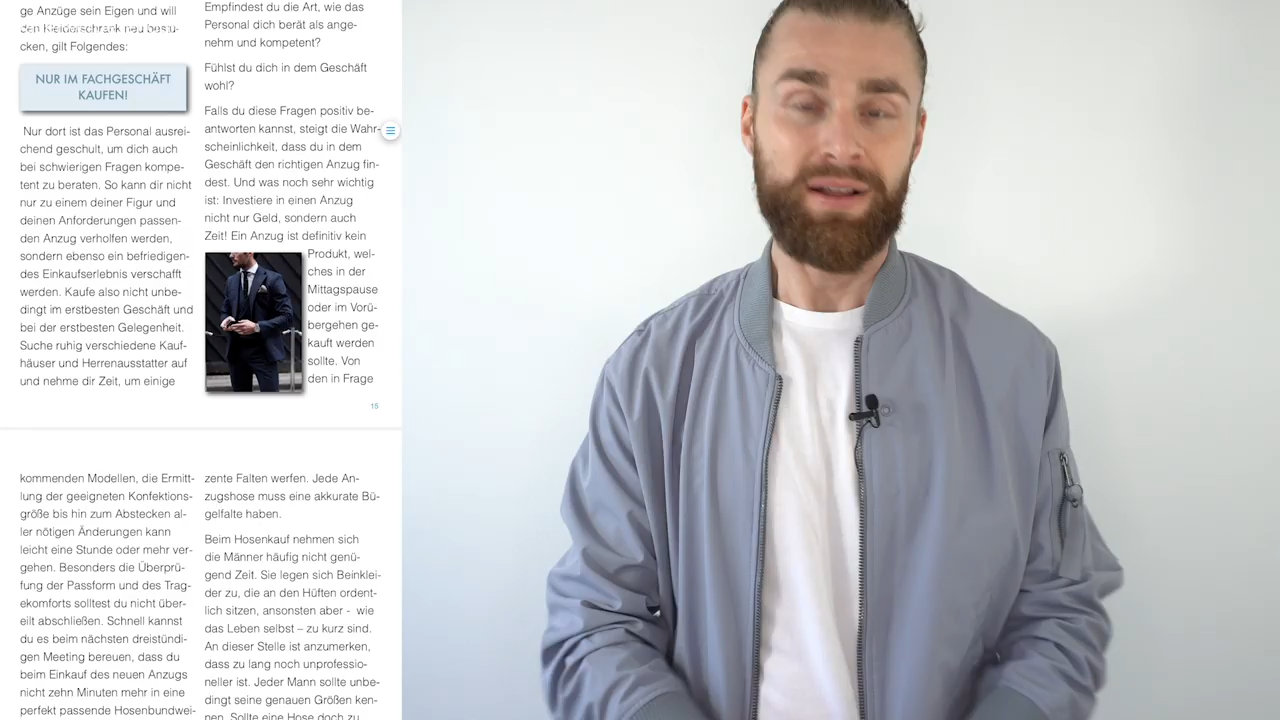 ge Anzüge sein Eigen und will
den Kleiderschrank neu bestü-
cken, gilt Folgendes:
NUR IM FACHGESCHÄFT
KAUFEN!
Nur dort ist das Personal ausrei-
chend geschult, um dich auch
bei schwierigen Fragen kompe-
tent zu beraten. So kann dir nicht
nur zu einem deiner Figur und
deinen Anforderungen passen-
den Anzug verholfen werden,
sondern ebenso ein befriedigen-
des Einkaufserlebnis verschafft
werden. Kaufe also nicht unbe-
dingt im erstbesten Geschäft und
bei der erstbesten Gelegenheit.
Suche ruhig verschiedene Kauf-
häuser und Herrenausstatter auf
und nehme dir Zeit, um einige
Empfindest du die Art, wie das
Personal dich berät als ange-
nehm und kompetent?
Fühlst du dich in dem Geschäft
wohl?
Falls du diese Fragen positiv be-
antworten kannst, steigt die Wahr-
scheinlichkeit, dass du in dem
Geschäft den richtigen Anzug fin-
dest. Und was noch sehr wichtig
ist: Investiere in einen Anzug
nicht nur Geld, sondern auch
Zeit! Ein Anzug ist definitiv kein
Produkt, wel-
ches in der
Mittagspause
oder im Vorü-
bergehen ge-
kauft werden
sollte. Von
den in Frage
15
kommenden Modellen, die Ermitt-
lung der geeigneten Konfektions-
größe bis hin zum Abstecken al-
ler nötigen Änderungen kann
leicht eine Stunde oder mehr ver-
gehen. Besonders die Überprü-
fung der Passform und des Trag-
ekomforts solltest du nicht über-
eilt abschließen. Schnell kannst
du es beim nächsten dreistündi-
gen Meeting bereuen, dass du
beim Einkauf des neuen Anzugs
nicht zehn Minuten mehr in eine
perfekt passende Hosenbundwei-
zente Falten werfen. Jede An-
zugshose muss eine akkurate Bü-
gelfalte haben.
Beim Hosenkauf nehmen sich
die Männer häufig nicht genü-
gend Zeit. Sie legen sich Beinklei-
der zu, die an den Hüften ordent-
lich sitzen, ansonsten aber - wie
das Leben selbst – zu kurz sind.
An dieser Stelle ist anzumerken,
dass zu lang noch unprofessio-
neller ist. Jeder Mann sollte unbe-
dingt seine genauen Größen ken-
nen. Sollte eine Hose doch zu